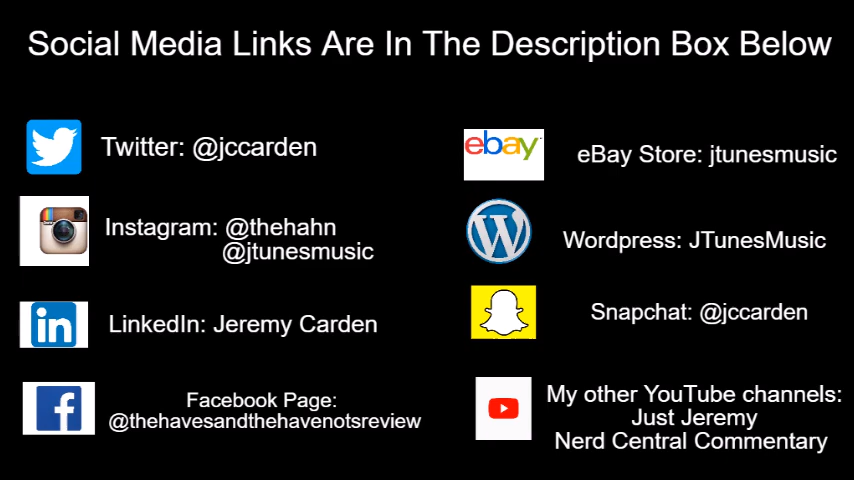 Social Media Links Are In The Description Box Below
Twitter: @jccarden
Instagram: @thehahn
@jtunesmusic
in LinkedIn: Jeremy Carden
f
Facebook Page:
@thehavesandthehavenotsreview
ebay eBay Store: jtunesmusic
W Wordpress: JTunesMusic
Snapchat: @jccarden
My other YouTube channels:
Just Jeremy
Nerd Central Commentary